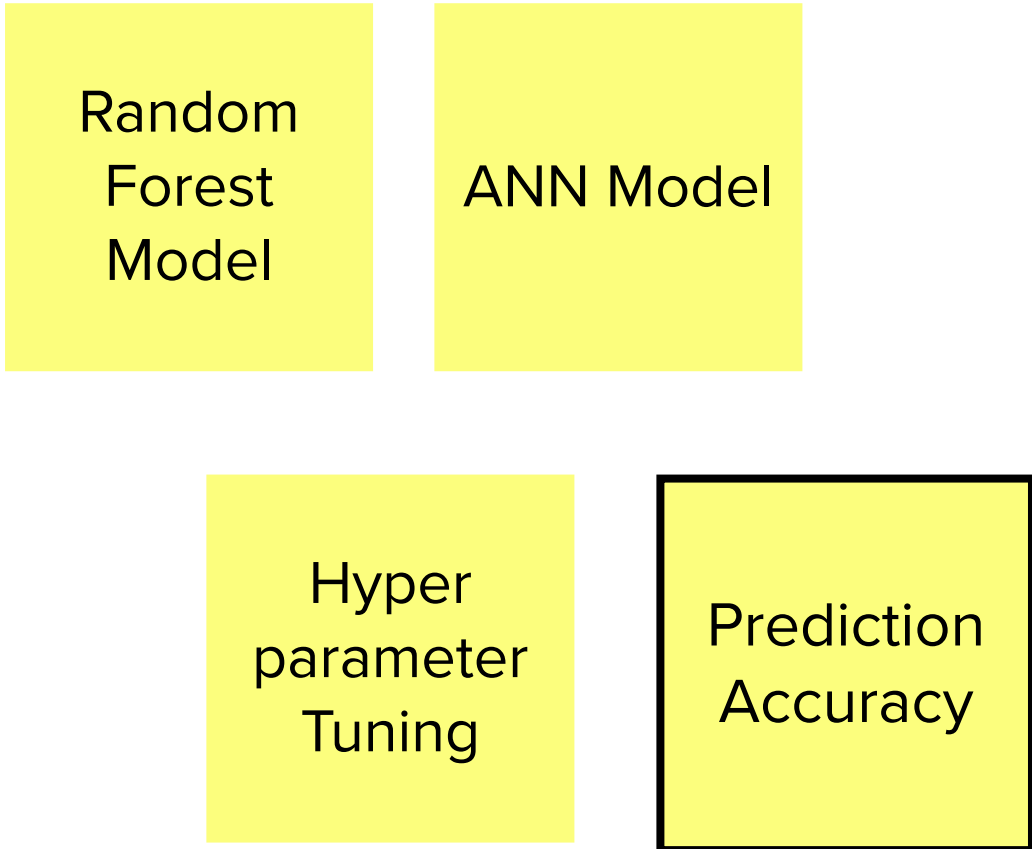 Random
Forest
Model
ANN Model
Hyper
parameter
Tuning
Prediction
Accuracy